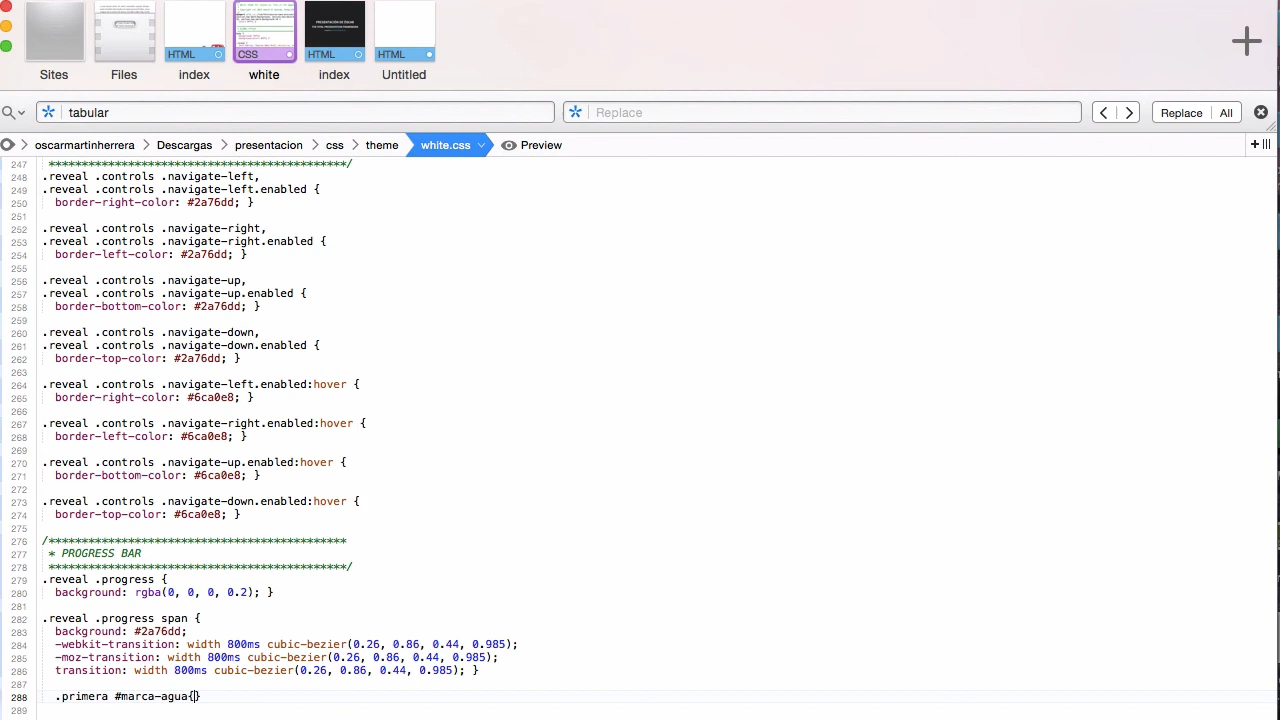 HTML
CSS
HTML
HTML
PRESENTACIÓN DE ÓSCAR
Sites
Files
index
white
index
Untitled
tabular
Replace
Replace
All
oscarmartinherrera
Descargas
presentacion
css
theme
white.css
Preview
247 *********************************************/
248 .reveal .controls .navigate-left,
249 .reveal .controls .navigate-left.enabled {
250 border-right-color: #2a76dd; }
251
252 .reveal .controls .navigate-right,
253 .reveal .controls .navigate-right.enabled {
254 border-left-color: #2a76dd; }
255
256 .reveal .controls .navigate-up,
257 .reveal .controls .navigate-up.enabled {
258 border-bottom-color: #2a76dd; }
259
260 .reveal .controls .navigate-down,
261 .reveal .controls .navigate-down.enabled {
262 border-top-color: #2a76dd; }
263
264 .reveal .controls .navigate-left.enabled:hover {
265 border-right-color: #6ca0e8; }
266
267 .reveal .controls .navigate-right.enabled:hover {
268 border-left-color: #6ca0e8; }
269
270 .reveal .controls .navigate-up.enabled:hover {
271 border-bottom-color: #6ca0e8; }
272
273 .reveal .controls .navigate-down.enabled:hover {
274 border-top-color: #6ca0e8; }
275
276 /*********************************************
277 * PROGRESS BAR
278 *********************************************/
279 .reveal .progress {
280 background: rgba(0, 0, 0, 0.2); }
281
282 .reveal .progress span {
283 background: #2a76dd;
284 -webkit-transition: width 800ms cubic-bezier(0.26, 0.86, 0.44, 0.985);
285 -moz-transition: width 800ms cubic-bezier(0.26, 0.86, 0.44, 0.985);
286 transition: width 800ms cubic-bezier(0.26, 0.86, 0.44, 0.985); }
287
288 .primera #marca-agua{}
289